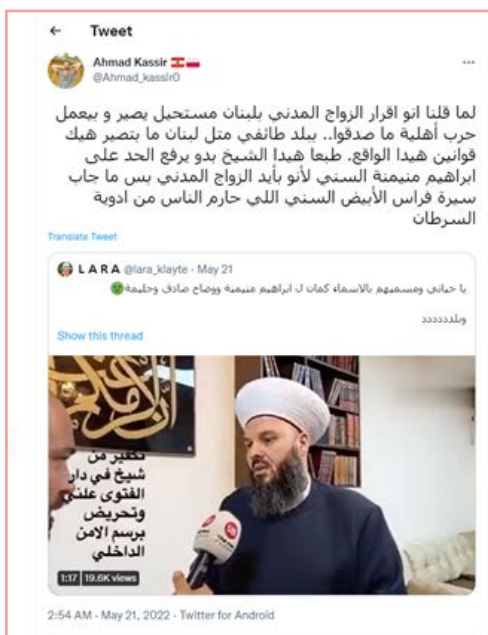 ← Tweet
Ahmad Kassir 🇱🇧🇵🇱
@Ahmad_kassir0
...
لما قلنا انو اقرار الزواج المدني بلبنان مستحيل يصير و بيعمل
حرب أهلية ما صدقوا.. ببلد طائفي متل لبنان ما بتصير هيك
قوانين هيدا الواقع. طبعا هيدا الشيخ بدو يرفع الحد على
ابراهيم منيمنة السني لأنو بأيد الزواج المدني بس ما جاب
سيرة فراس الأبيض السني اللي حارم الناس من ادوية
السرطان
Translate Tweet
L A R A @lara_klayte · May 21
يا حياتي ومسميهم بالاسماء كمان ل ابراهيم منيمنة ووضاح صادق وحليمة🤢
وبلددددددد
Show this thread
تكفير من
شيخ في دار
الفتوى علني
وتحريض
برسم الامن
الداخلي
1:17 19.6K views
2:54 AM · May 21, 2022 · Twitter for Android